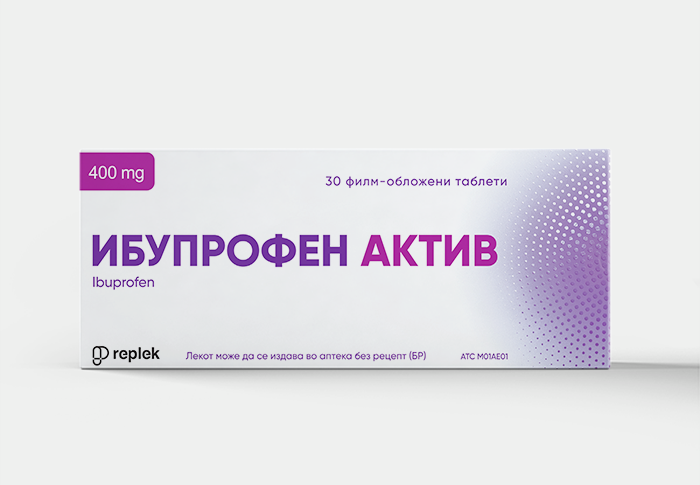 400 mg
30 филм-обложени таблети
ИБУПРОФЕН АКТИВ
Ibuprofen
replek
Лекот може да се издава во аптека без рецепт (БР)
ATC M01AE01